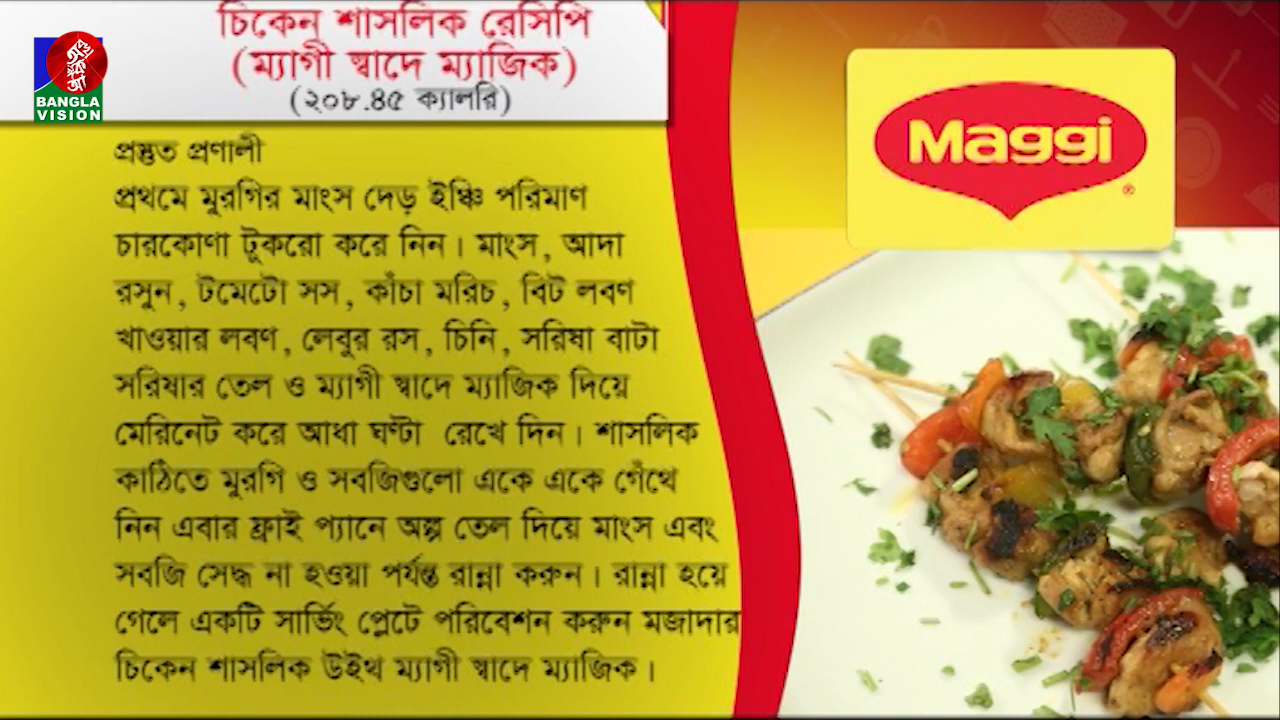 চিকেন শাসলিক রেসিপি
(ম্যাগী স্বাদে ম্যাজিক)
(২০৮.৪৫ ক্যালরি)
BANGLA
VISION
Maggi
®
প্রস্তুত প্রণালী
প্রথমে মুরগির মাংস দেড় ইঞ্চি পরিমাণ
চারকোণা টুকরো করে নিন। মাংস, আদা
রসুন, টমেটো সস, কাঁচা মরিচ, বিট লবণ
খাওয়ার লবণ, লেবুর রস, চিনি, সরিষা বাটা
সরিষার তেল ও ম্যাগী স্বাদে ম্যাজিক দিয়ে
মেরিনেট করে আধা ঘণ্টা রেখে দিন। শাসলিক
কাঠিতে মুরগি ও সবজিগুলো একে একে গেঁথে
নিন এবার ফ্রাই প্যানে অল্প তেল দিয়ে মাংস এবং
সবজি সেদ্ধ না হওয়া পর্যন্ত রান্না করুন। রান্না হয়ে
গেলে একটি সার্ভিং প্লেটে পরিবেশন করুন মজাদার
চিকেন শাসলিক উইথ ম্যাগী স্বাদে ম্যাজিক।